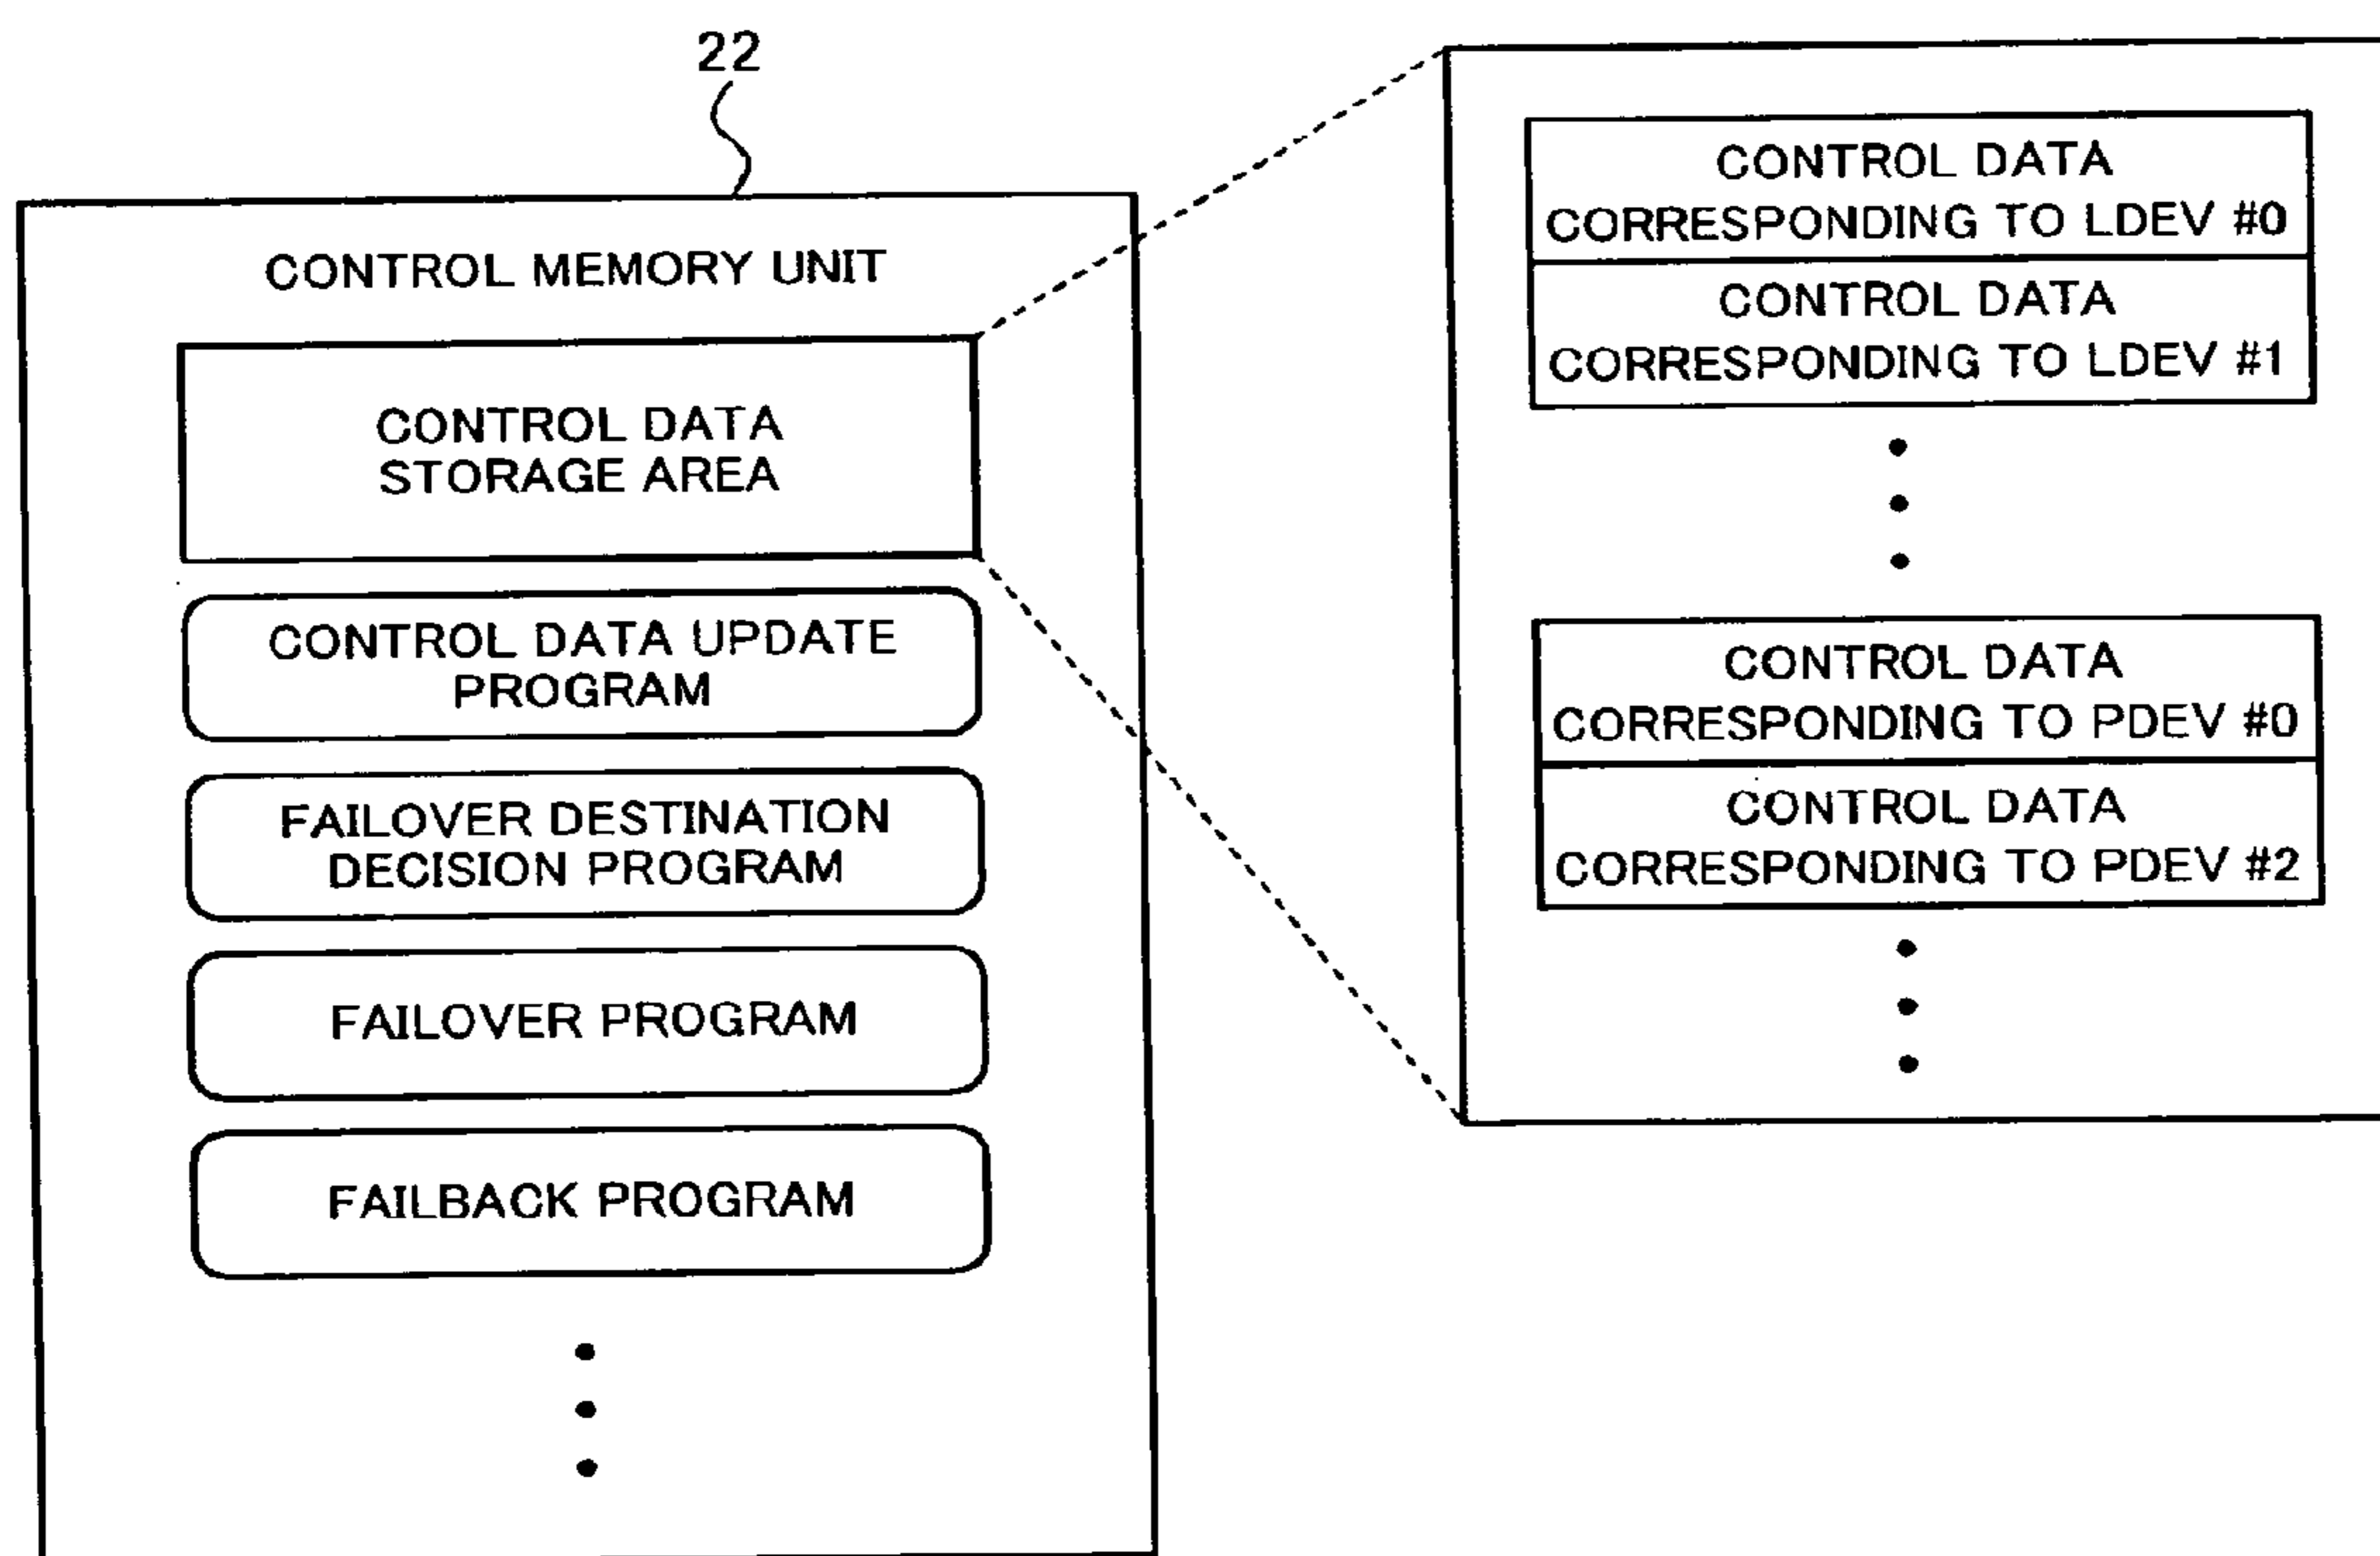 22
CONTROL MEMORY UNIT
CONTROL DATA
STORAGE AREA
CONTROL DATA UPDATE
PROGRAM
FAILOVER DESTINATION
DECISION PROGRAM
FAILOVER PROGRAM
FAILBACK PROGRAM
CONTROL DATA
CORRESPONDING TO LDEV #0
CONTROL DATA
CORRESPONDING TO LDEV #1
CONTROL DATA
CORRESPONDING TO PDEV #0
CONTROL DATA
CORRESPONDING TO PDEV #2